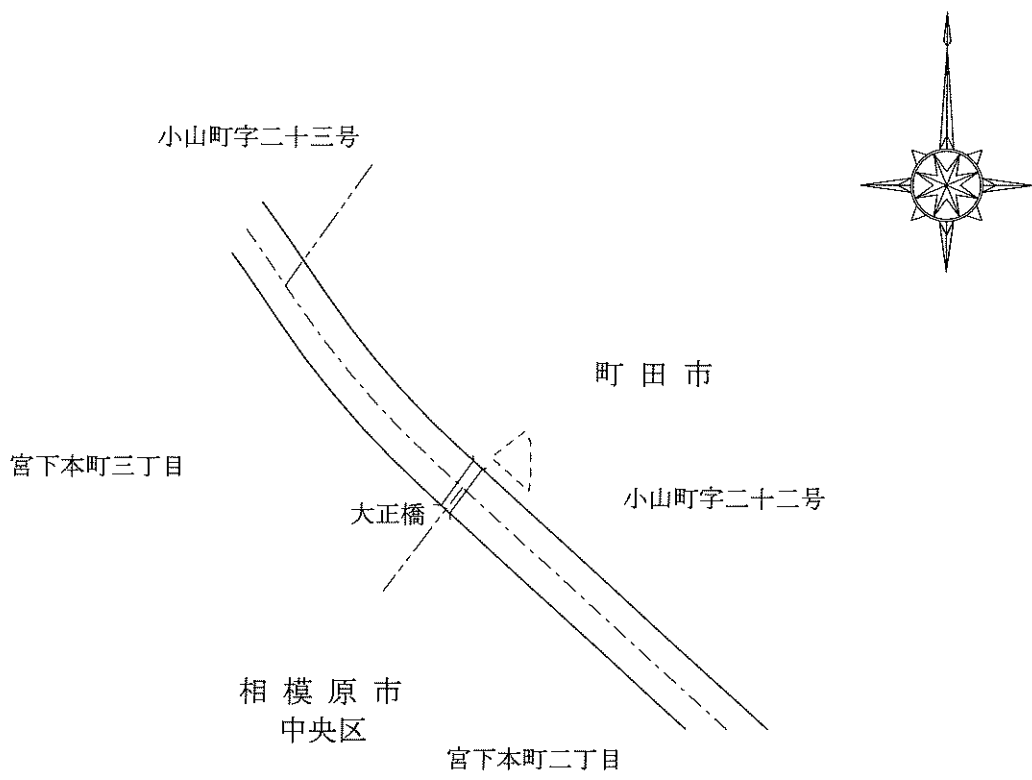 小山町字二十三号
町田市
宮下本町三丁目
小山町字二十二号
大正橋
相模原市
中央区
宮下本町二丁目